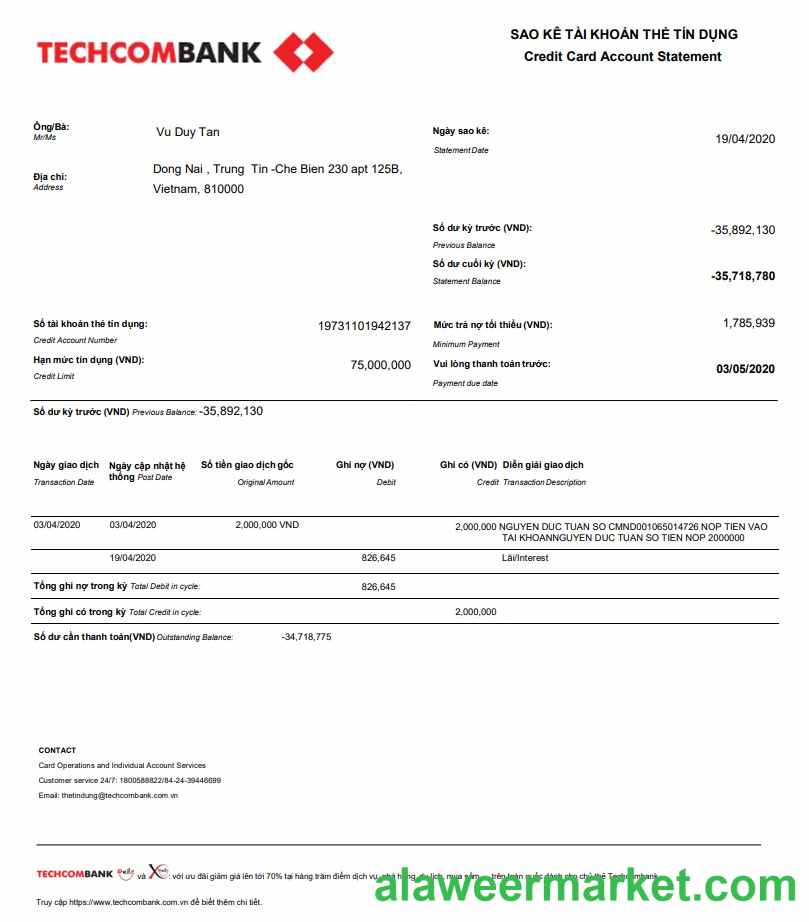 TECHCOMBANK
SAO KÊ TÀI KHOẢN THẺ TÍN DỤNG
Credit Card Account Statement
Ông/Bà:
Mr/Ms
Vu Duy Tan
Ngày sao kê:
Statement Date
19/04/2020
Địa chỉ:
Address
Dong Nai , Trung Tin -Che Bien 230 apt 125B,
Vietnam, 810000
Số dư kỳ trước (VND):
Previous Balance
-35,892,130
Số dư cuối kỳ (VND):
Statement Balance
-35,718,780
Số tài khoản thẻ tín dụng:
Credit Account Number
19731101942137
Mức trả nợ tối thiểu (VND):
Minimum Payment
1,785,939
Hạn mức tín dụng (VND):
Credit Limit
75,000,000
Vui lòng thanh toán trước:
Payment due date
03/05/2020
Số dư kỳ trước (VND) Previous Balance: -35,892,130
Ngày giao dịch Ngày cập nhật hệ Số tiền giao dịch gốc Ghi nợ (VND) Ghi có (VND) Diễn giải giao dịch
Transaction Date thống Post Date Original Amount Debit Credit Transaction Description
03/04/2020 03/04/2020 2,000,000 VND 2,000,000 NGUYEN DUC TUAN SO CMND001065014726 NOP TIEN VAO
TAI KHOANNGUYEN DUC TUAN SO TIEN NOP 2000000
19/04/2020 826,645 Lãi/Interest
Tổng ghi nợ trong kỳ Total Debit in cycle: 826,645
Tổng ghi có trong kỳ Total Credit in cycle: 2,000,000
Số dư cần thanh toán(VND) Outstanding Balance: -34,718,775
CONTACT
Card Operations and Individual Account Services
Customer service 24/7: 1800588822/84-24-39446699
Email: thetindung@techcombank.com.vn
TECHCOMBANK và : với ưu đãi giảm giá lên tới 70% tại hàng trăm điểm dịch vụ, nhà hàng, du lịch, mua sắm ... trên toàn quốc dành cho chủ thẻ Techcombank
Truy cập https://www.techcombank.com.vn để biết thêm chi tiết.
alaweermarket.com